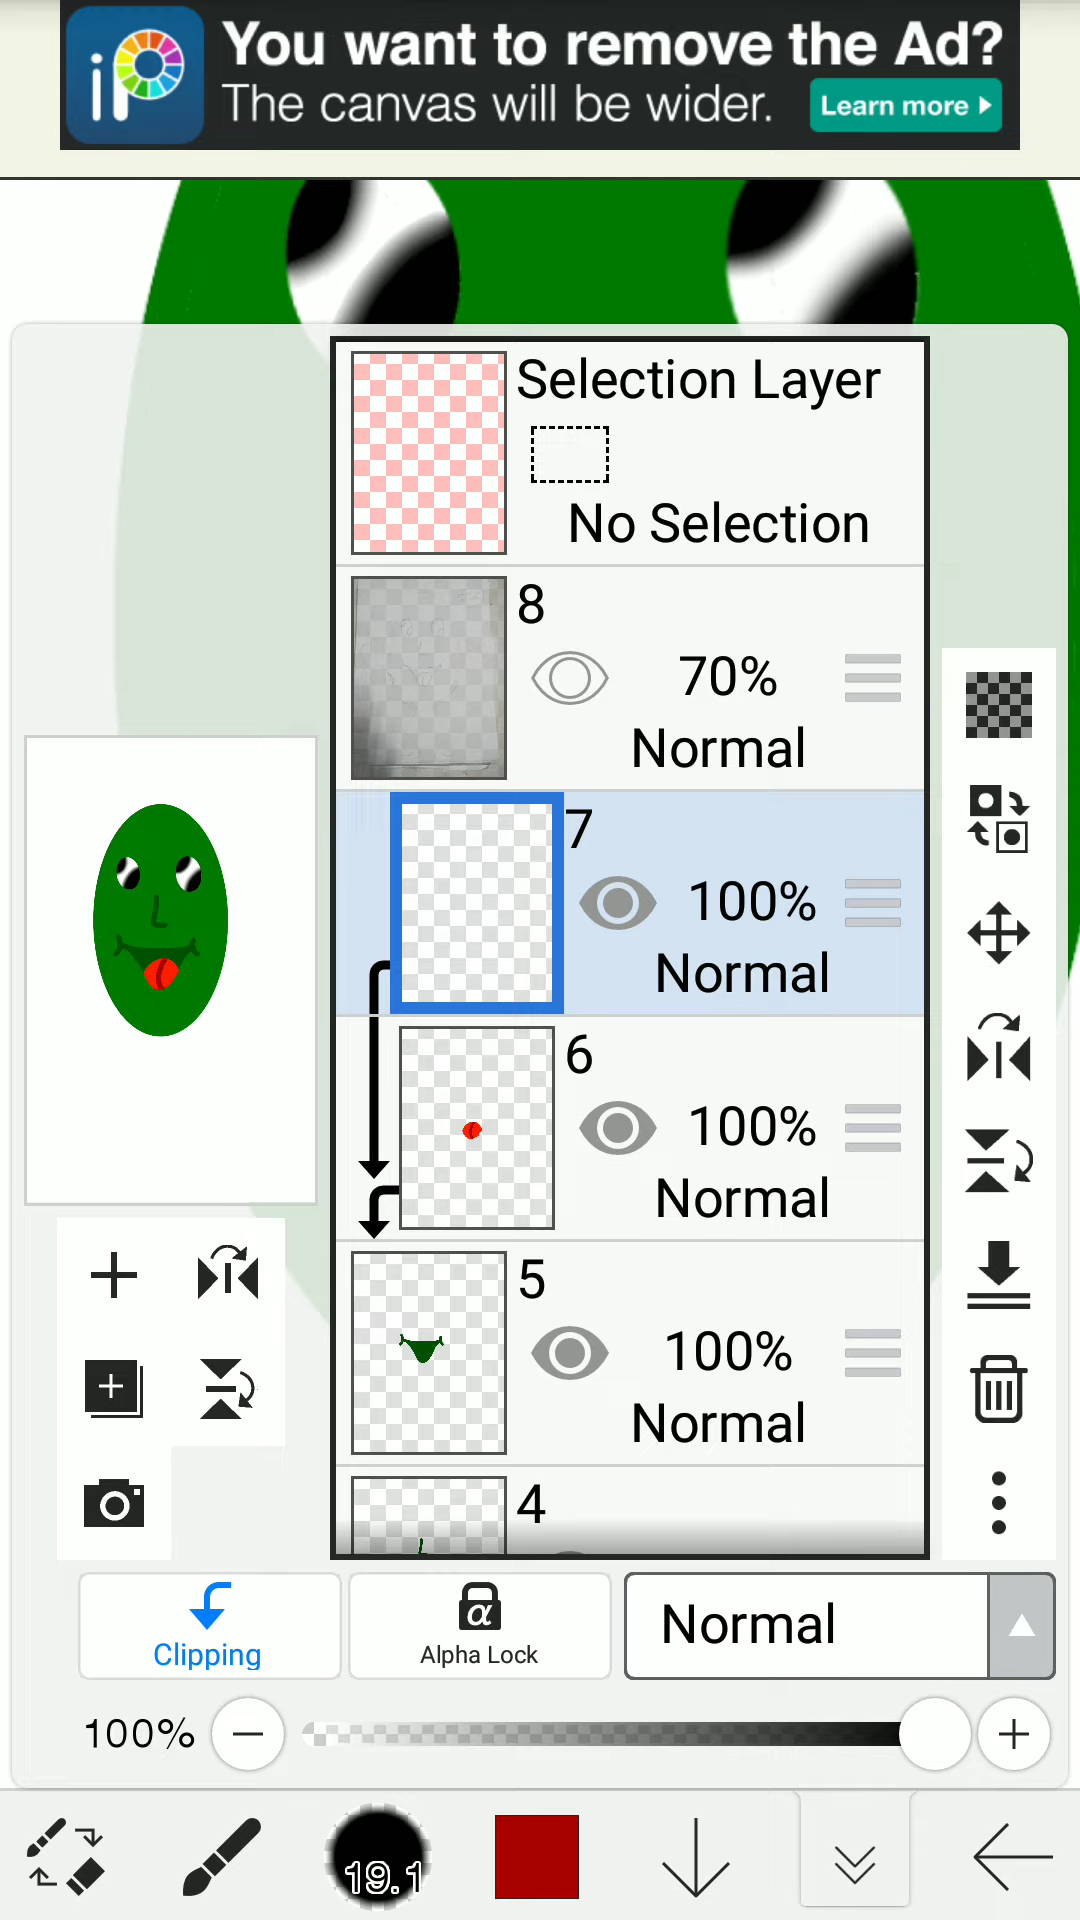 iP
You want to remove the Ad?
The canvas will be wider.
Learn more
Selection Layer
No Selection
8
70%
Normal
7
100%
Normal
6
100%
Normal
5
100%
Normal
4
Clipping
α
Alpha Lock
Normal
100%
19.1